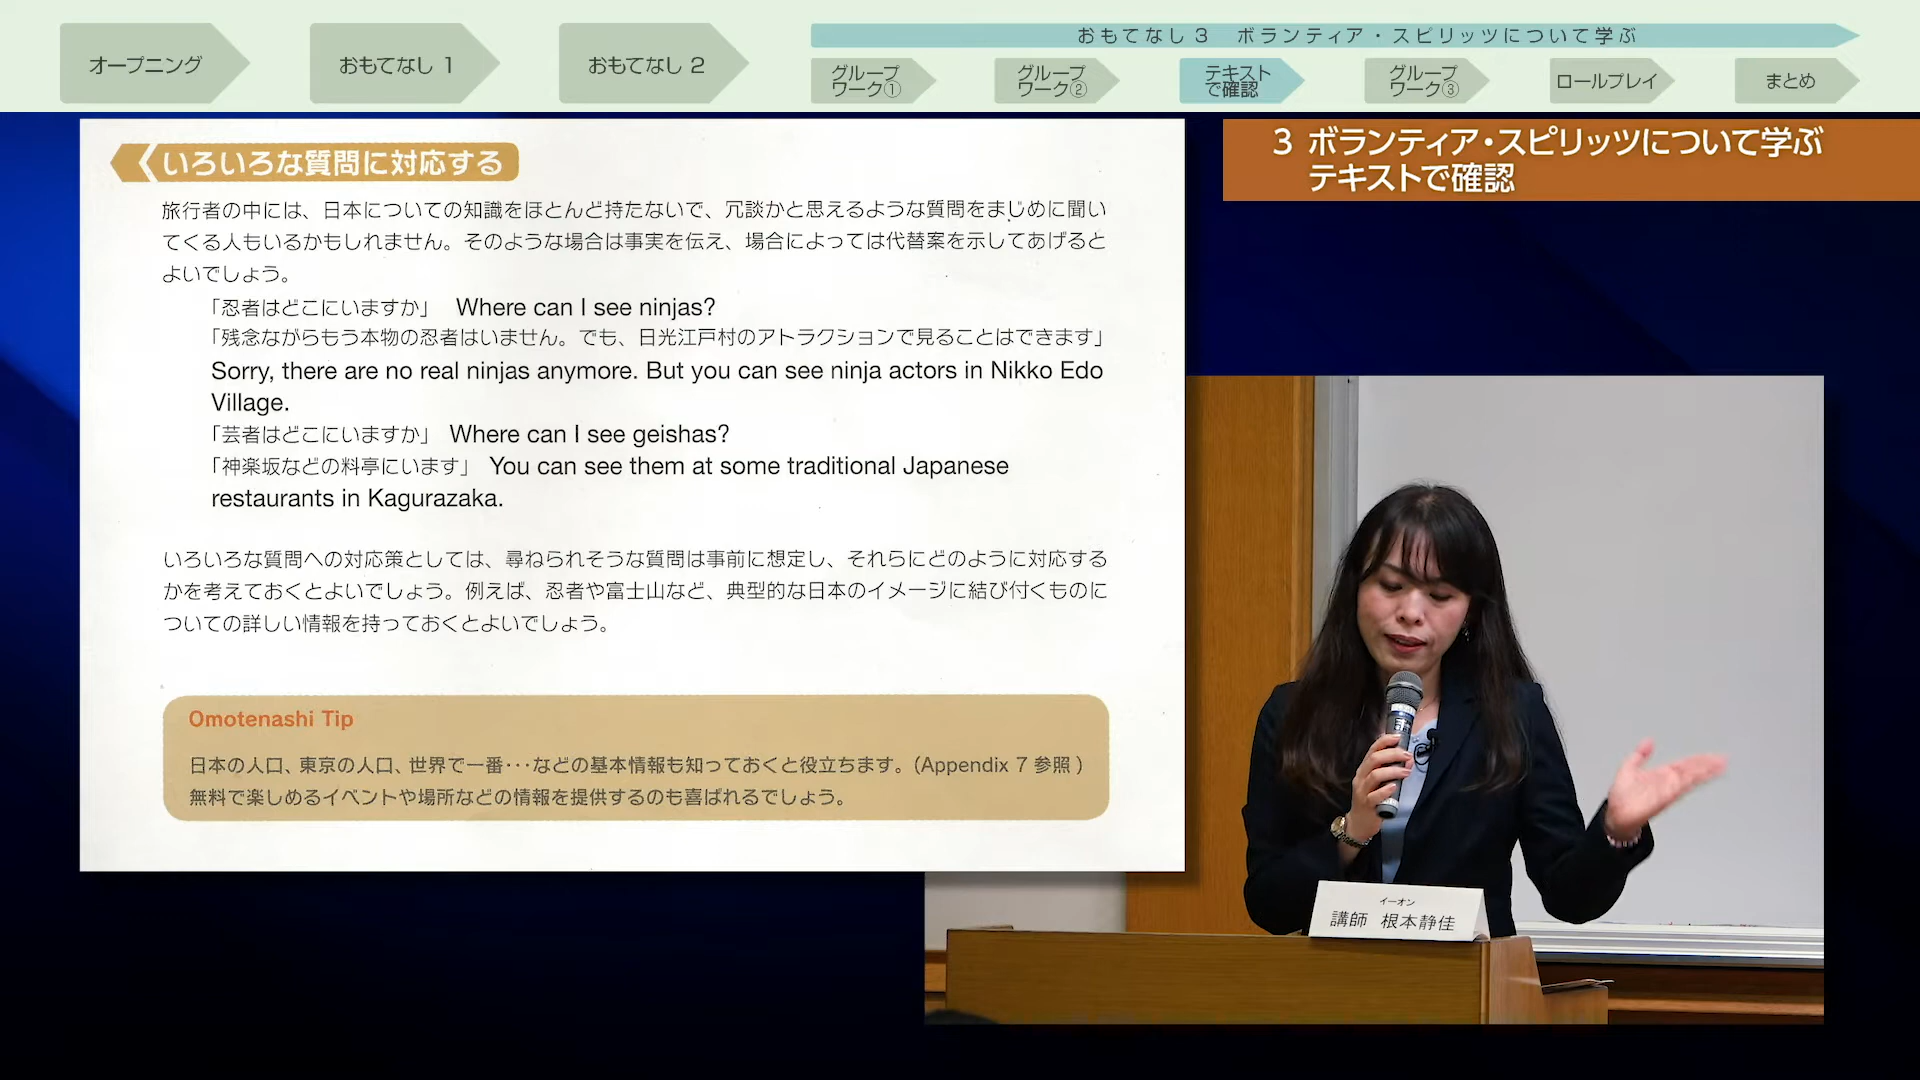 オープニング
おもてなし 1
おもてなし 2
おもてなし 3　ボランティア・スピリッツについて学ぶ
グループ
ワーク①
グループ
ワーク②
テキスト
で確認
グループ
ワーク③
ロールプレイ
まとめ
いろいろな質問に対応する
旅行者の中には、日本についての知識をほとんど持たないで、冗談かと思えるような質問をまじめに聞い
てくる人もいるかもしれません。そのような場合は事実を伝え、場合によっては代替案を示してあげると
よいでしょう。
「忍者はどこにいますか」 Where can I see ninjas?
「残念ながらもう本物の忍者はいません。でも、日光江戸村のアトラクションで見ることはできます」
Sorry, there are no real ninjas anymore. But you can see ninja actors in Nikko Edo
Village.
「芸者はどこにいますか」 Where can I see geishas?
「神楽坂などの料亭にいます」 You can see them at some traditional Japanese
restaurants in Kagurazaka.
いろいろな質問への対応策としては、尋ねられそうな質問は事前に想定し、それらにどのように対応する
かを考えておくとよいでしょう。例えば、忍者や富士山など、典型的な日本のイメージに結び付くものに
ついての詳しい情報を持っておくとよいでしょう。
Omotenashi Tip
日本の人口、東京の人口、世界で一番･･･などの基本情報も知っておくと役立ちます。（Appendix 7 参照 ）
無料で楽しめるイベントや場所などの情報を提供するのも喜ばれるでしょう。
3 ボランティア・スピリッツについて学ぶ
テキストで確認
イーオン
講師 根本静佳